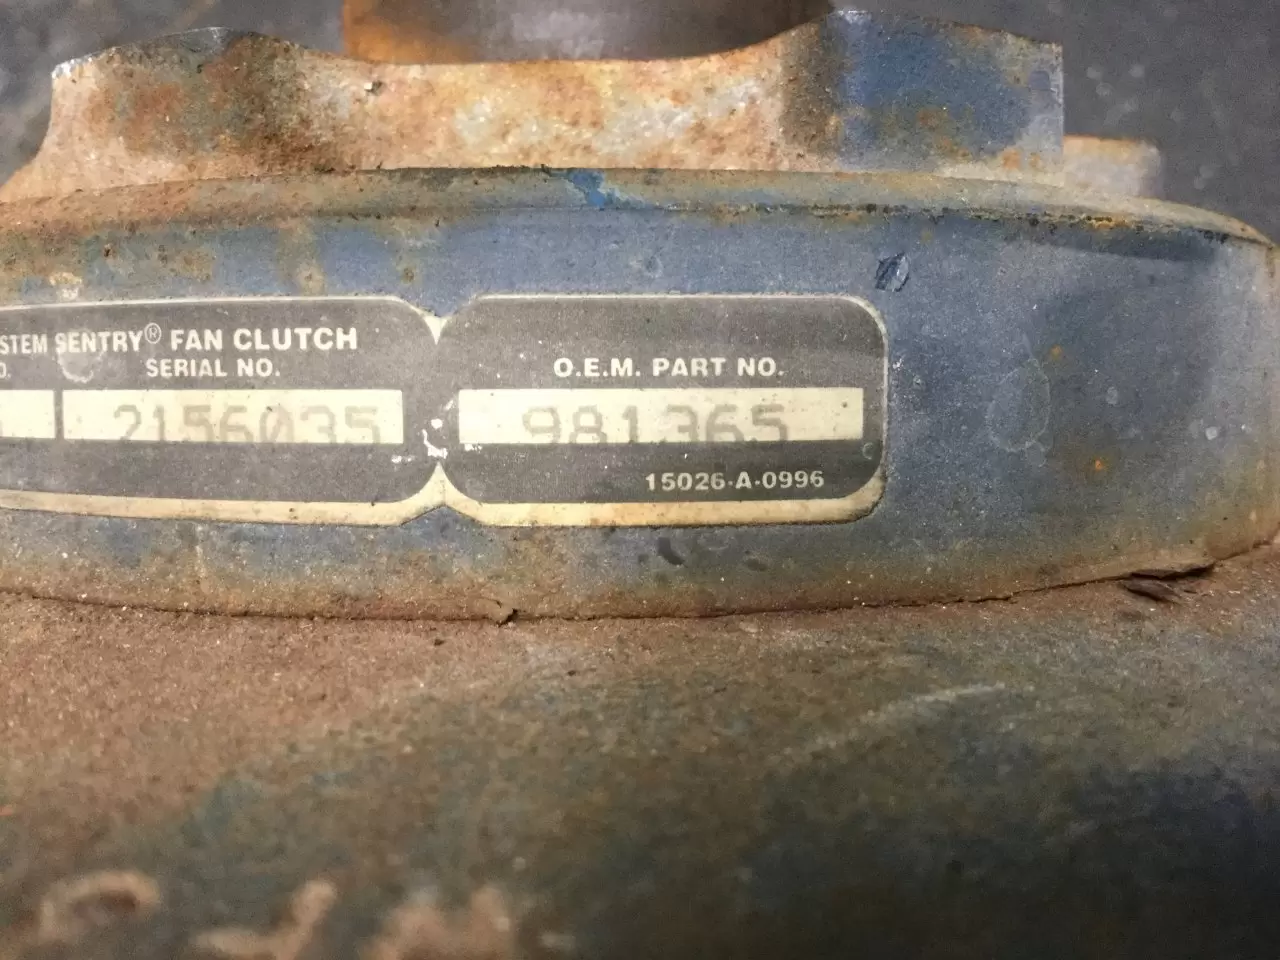 STEM SENTRY® FAN CLUTCH
SERIAL NO.
2156035
O.E.M. PART NO.
981365
15026-A-0996